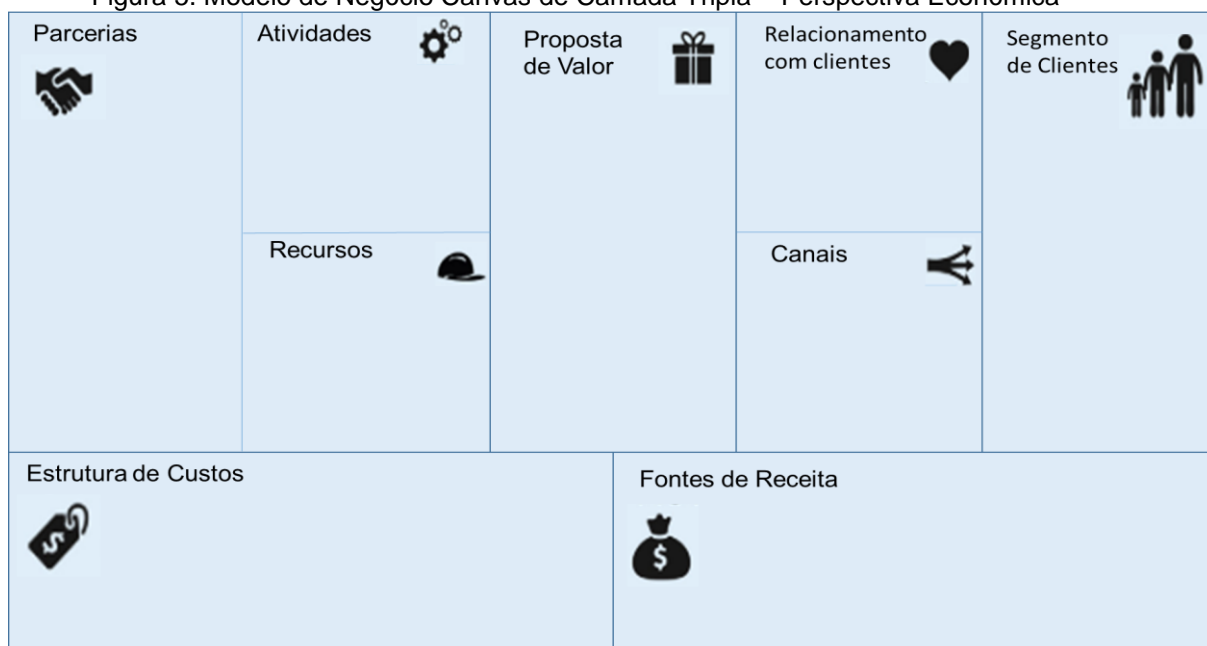 Figura 3: Modelo de Negócio Canvas de Camada Tripla – Perspectiva Econômica
Parcerias
Atividades
Proposta
de Valor
Relacionamento
com clientes
Segmento
de Clientes
Recursos
Canais
Estrutura de Custos
$
Fontes de Receita
$